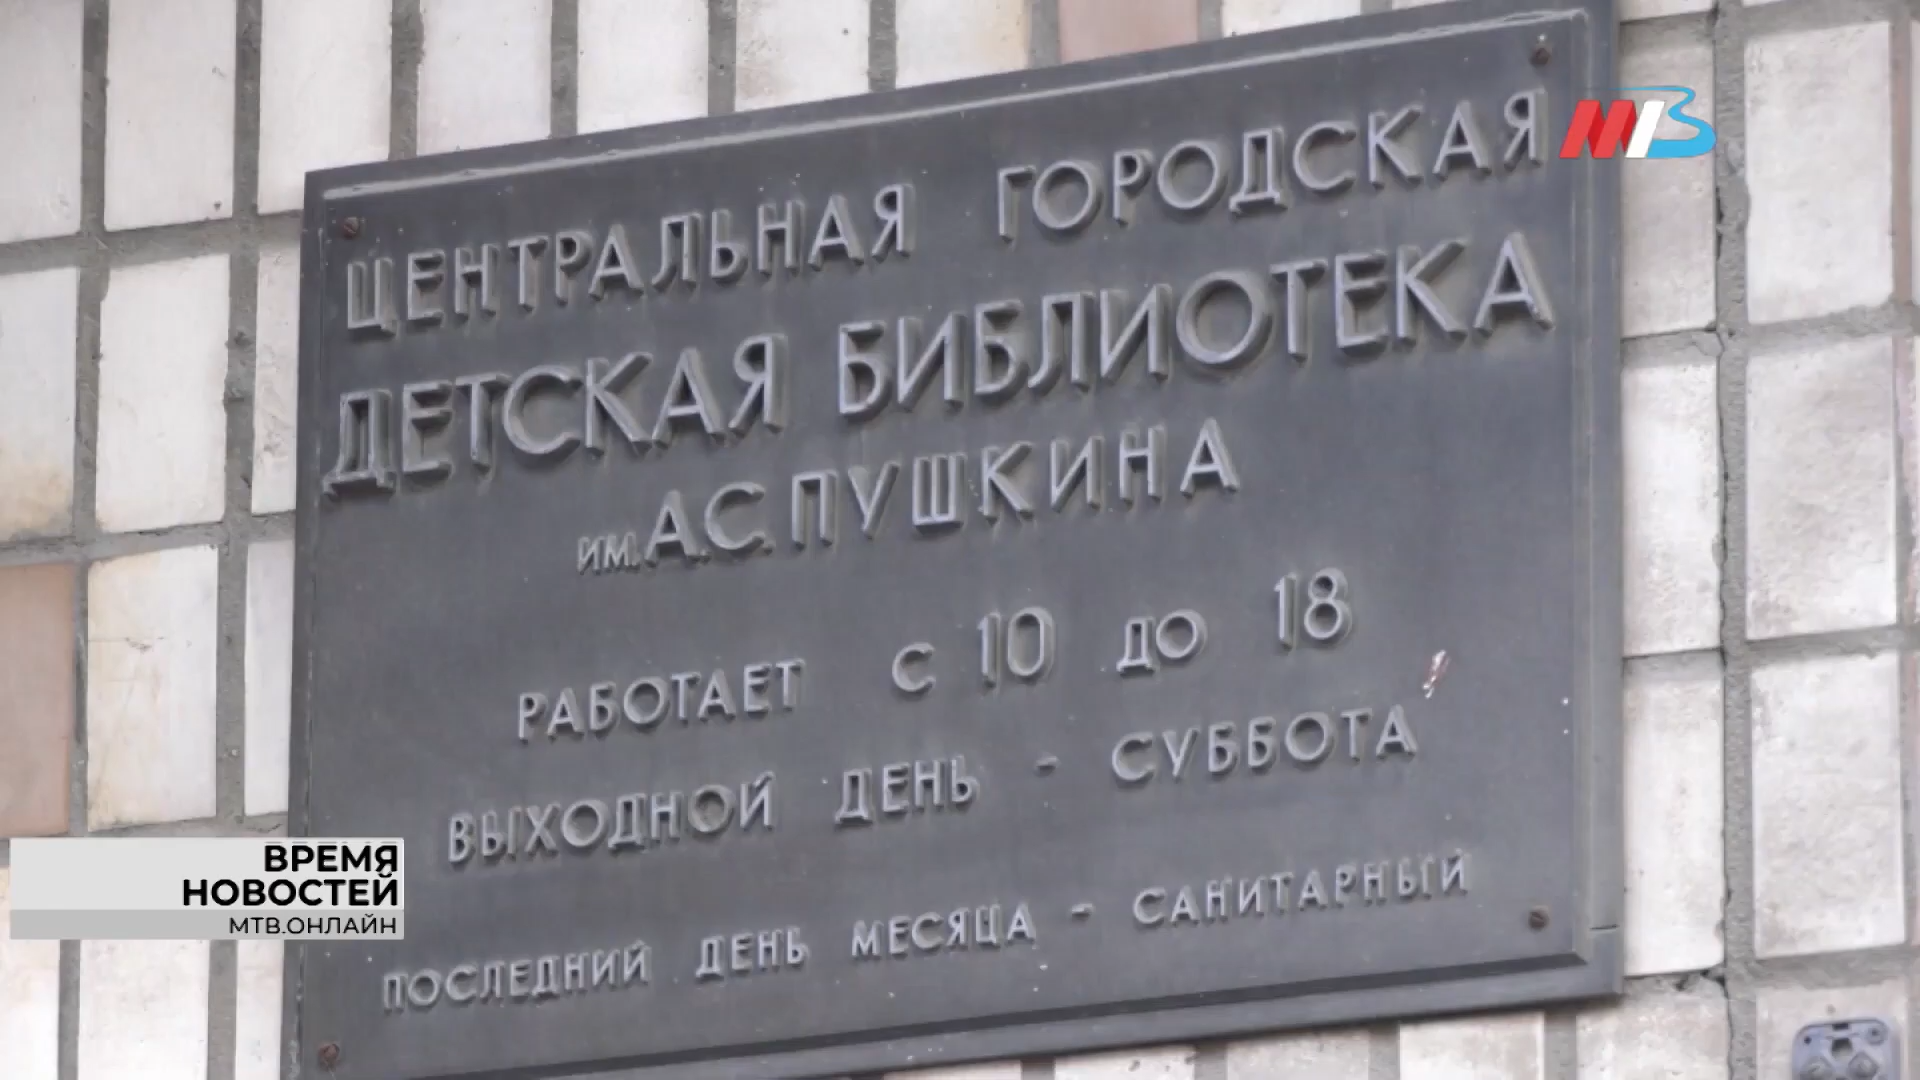 ЦЕНТРАЛЬНАЯ ГОРОДСКАЯ
ДЕТСКАЯ БИБЛИОТЕКА
ИМ. А.С. ПУШКИНА
РАБОТАЕТ С 10 ДО 18
ВЫХОДНОЙ ДЕНЬ - СУББОТА
ПОСЛЕДНИЙ ДЕНЬ МЕСЯЦА - САНИТАРНЫЙ
МТВ
ВРЕМЯ
НОВОСТЕЙ
МТВ.ОНЛАЙН